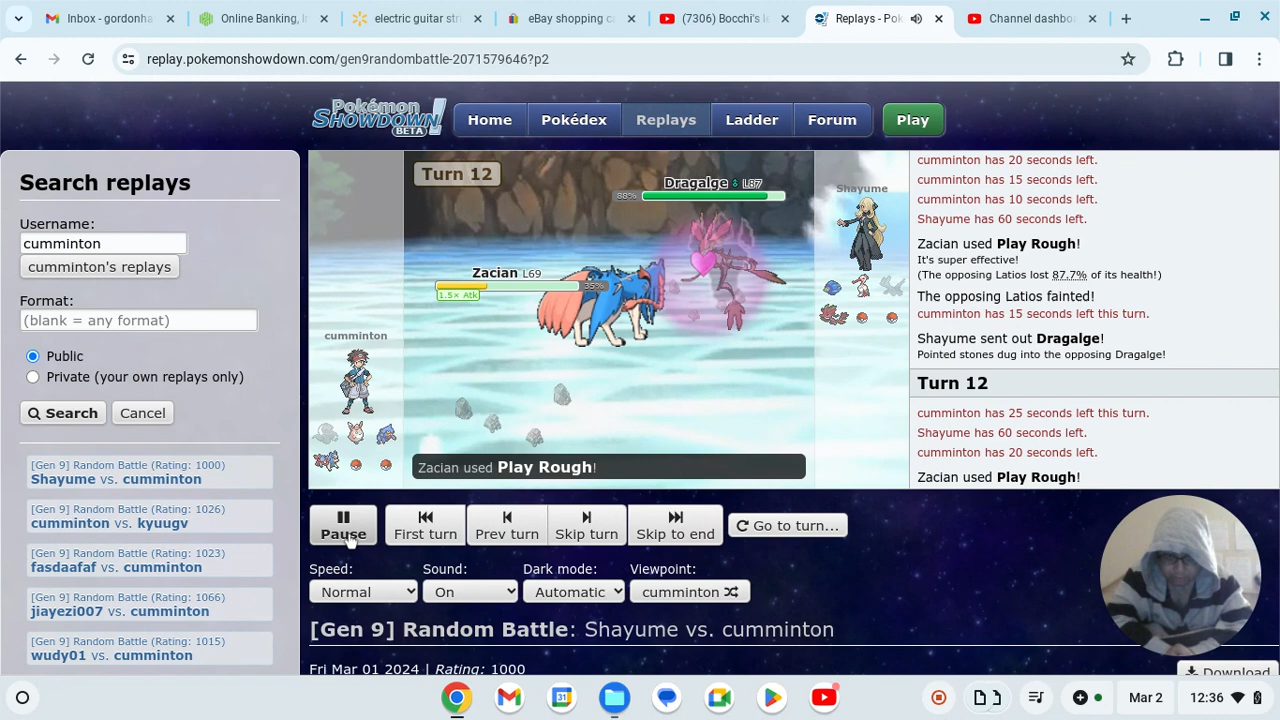 Inbox - gordonha
Online Banking, In
electric guitar str
eBay shopping ca
(7306) Bocchi's l
Replays - Pok
Channel dashbo
replay.pokemonshowdown.com/gen9randombattle-2071579646?p2
Pokémon
SHOWDOWN!
BETA
Home
Pokédex
Replays
Ladder
Forum
Play
Search replays
Username:
cumminton
cumminton's replays
Format:
(blank = any format)
Public
Private (your own replays only)
Search
Cancel
[Gen 9] Random Battle (Rating: 1000)
Shayume vs. cumminton
[Gen 9] Random Battle (Rating: 1026)
cumminton vs. kyuugv
[Gen 9] Random Battle (Rating: 1023)
fasdaafaf vs. cumminton
[Gen 9] Random Battle (Rating: 1066)
jiayezi007 vs. cumminton
[Gen 9] Random Battle (Rating: 1015)
wudy01 vs. cumminton
Turn 12
Dragalge L87
88%
Shayume
Zacian L69
35%
1.5× Atk
cumminton
Zacian used Play Rough!
cumminton has 20 seconds left.
cumminton has 15 seconds left.
cumminton has 10 seconds left.
Shayume has 60 seconds left.
Zacian used Play Rough!
It's super effective!
(The opposing Latios lost 87.7% of its health!)
The opposing Latios fainted!
cumminton has 15 seconds left this turn.
Shayume sent out Dragalge!
Pointed stones dug into the opposing Dragalge!
Turn 12
cumminton has 25 seconds left this turn.
Shayume has 60 seconds left.
cumminton has 20 seconds left.
Zacian used Play Rough!
Pause
First turn
Prev turn
Skip turn
Skip to end
Go to turn...
Speed:
Sound:
Dark mode:
Viewpoint:
Normal
On
Automatic
cumminton
[Gen 9] Random Battle: Shayume vs. cumminton
Fri Mar 01 2024 | Rating: 1000
Download
31
Mar 2
12:36